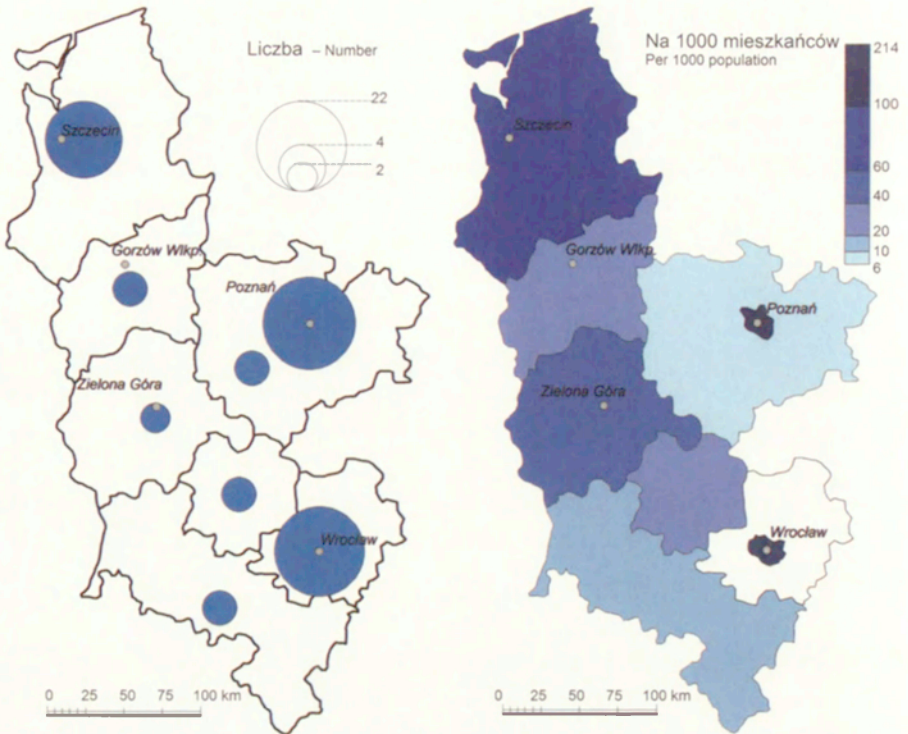 Liczba – Number
22
4
2
Szczecin
Gorzów Wlkp.
Poznań
Zielona Góra
Wrocław
0 25 50 100 km
Na 1000 mieszkańców
Per 1000 population
214
100
60
40
20
10
6
Szczecin
Gorzów Wlkp.
Poznań
Zielona Góra
Wrocław
0 25 50 100 km